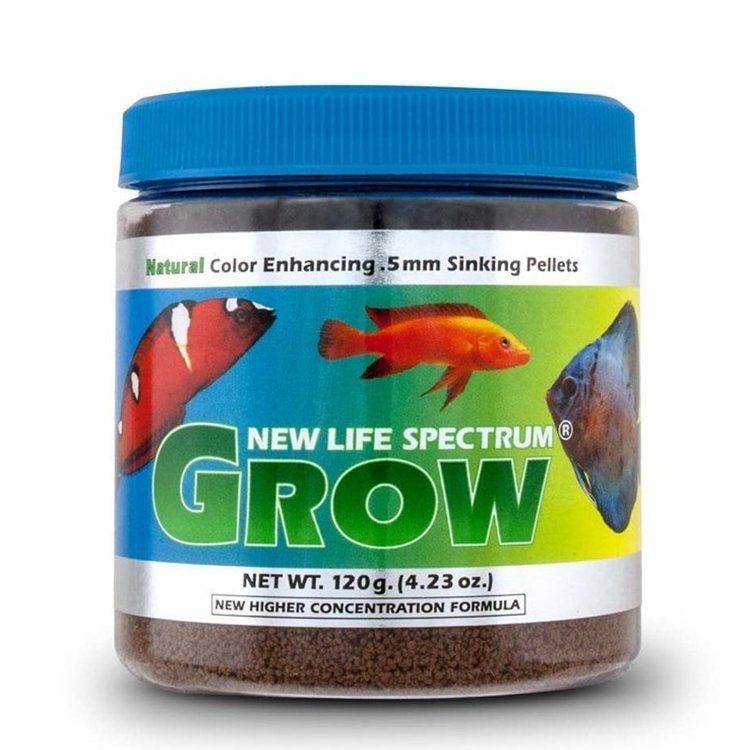 Natural Color Enhancing .5mm Sinking Pellets
NEW LIFE SPECTRUM®
GROW
NET WT. 120g. (4.23 oz.)
NEW HIGHER CONCENTRATION FORMULA